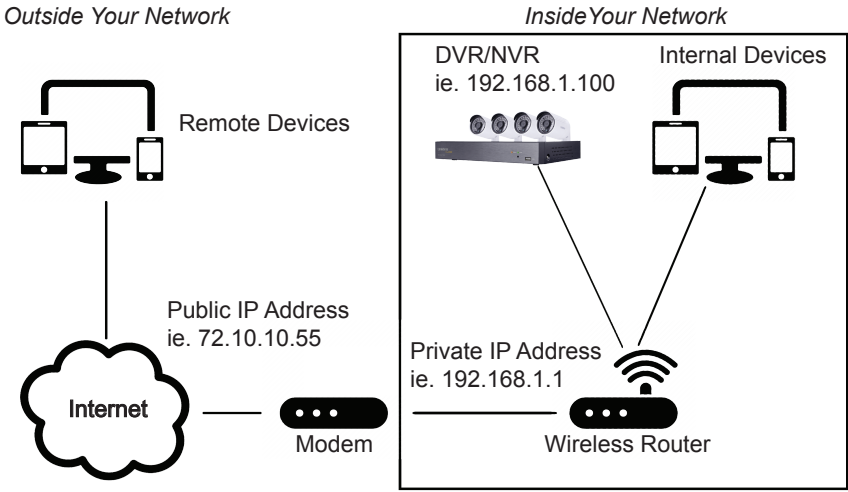 Outside Your Network
InsideYour Network
DVR/NVR
ie. 192.168.1.100
Internal Devices
Remote Devices
Public IP Address
ie. 72.10.10.55
Private IP Address
ie. 192.168.1.1
Internet
Modem
Wireless Router